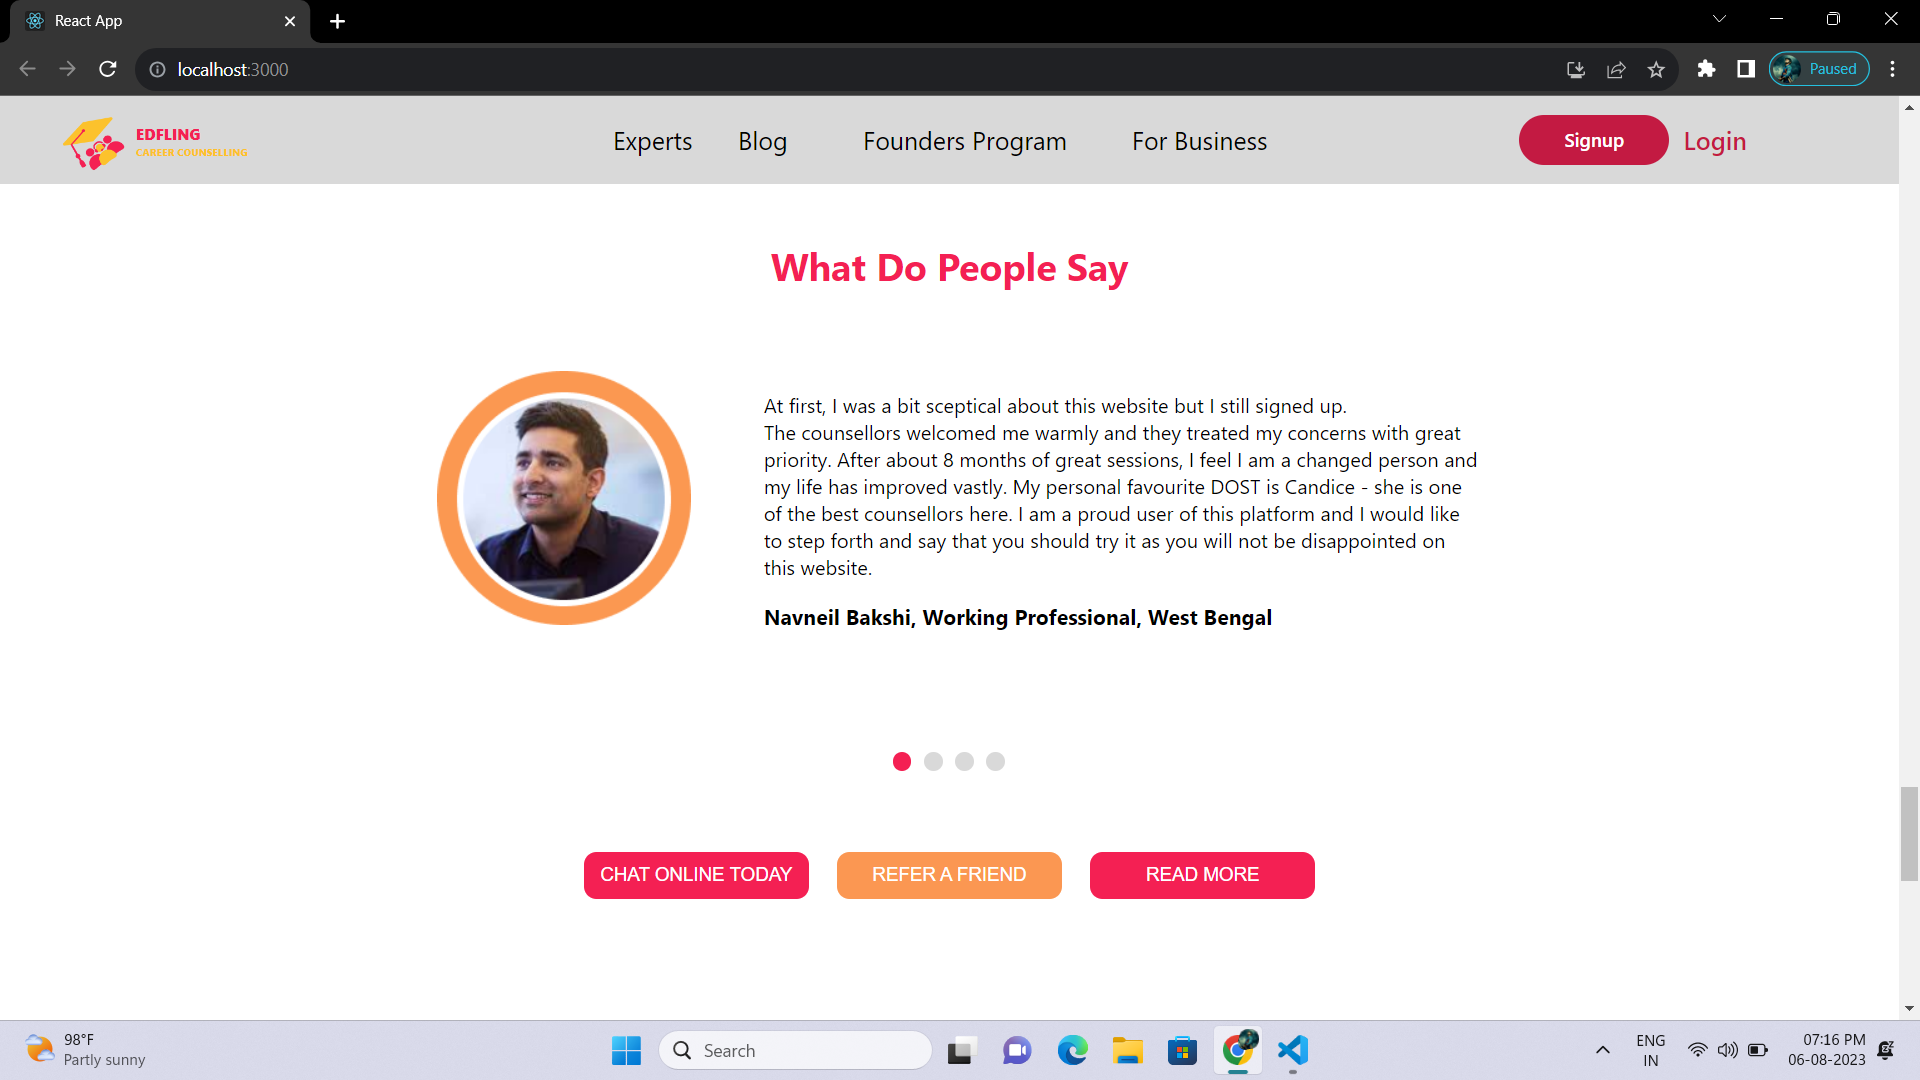 React App
localhost:3000
Paused
EDFLING
CAREER COUNSELLING
Experts
Blog
Founders Program
For Business
Signup
Login
What Do People Say
At first, I was a bit sceptical about this website but I still signed up.
The counsellors welcomed me warmly and they treated my concerns with great
priority. After about 8 months of great sessions, I feel I am a changed person and
my life has improved vastly. My personal favourite DOST is Candice - she is one
of the best counsellors here. I am a proud user of this platform and I would like
to step forth and say that you should try it as you will not be disappointed on
this website.
Navneil Bakshi, Working Professional, West Bengal
CHAT ONLINE TODAY
REFER A FRIEND
READ MORE
98°F
Partly sunny
Search
ENG
IN
07:16 PM
06-08-2023